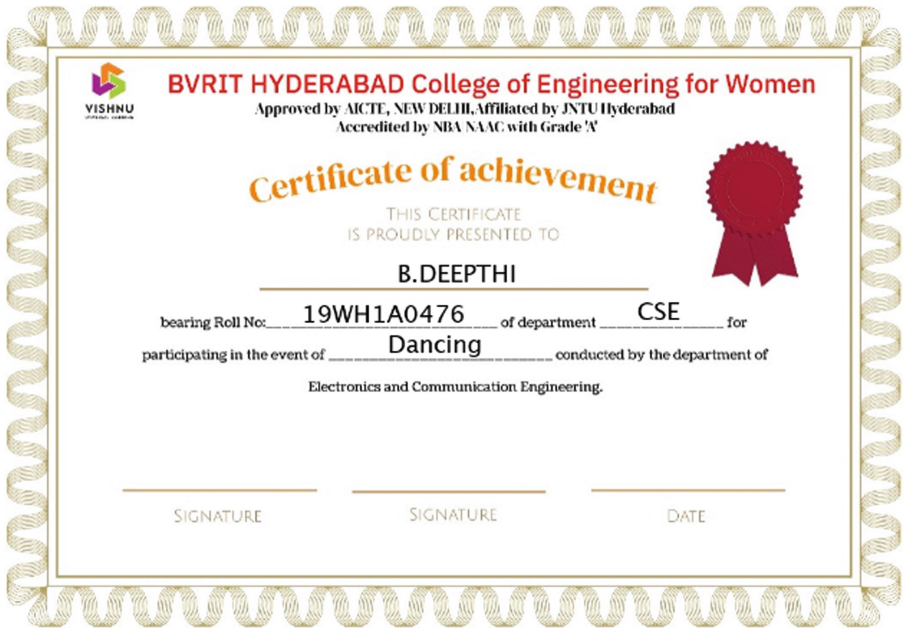 VISHNU
UNIVERSAL LEARNING
BVRIT HYDERABAD College of Engineering for Women
Approved by AICTE, NEW DELHI,Affiliated by JNTU Hyderabad
Accredited by NBA NAAC with Grade 'A'
Certificate of achievement
THIS CERTIFICATE
IS PROUDLY PRESENTED TO
B.DEEPTHI
bearing Roll No: 19WH1A0476 of department CSE for
participating in the event of Dancing conducted by the department of
Electronics and Communication Engineering.
SIGNATURE SIGNATURE DATE